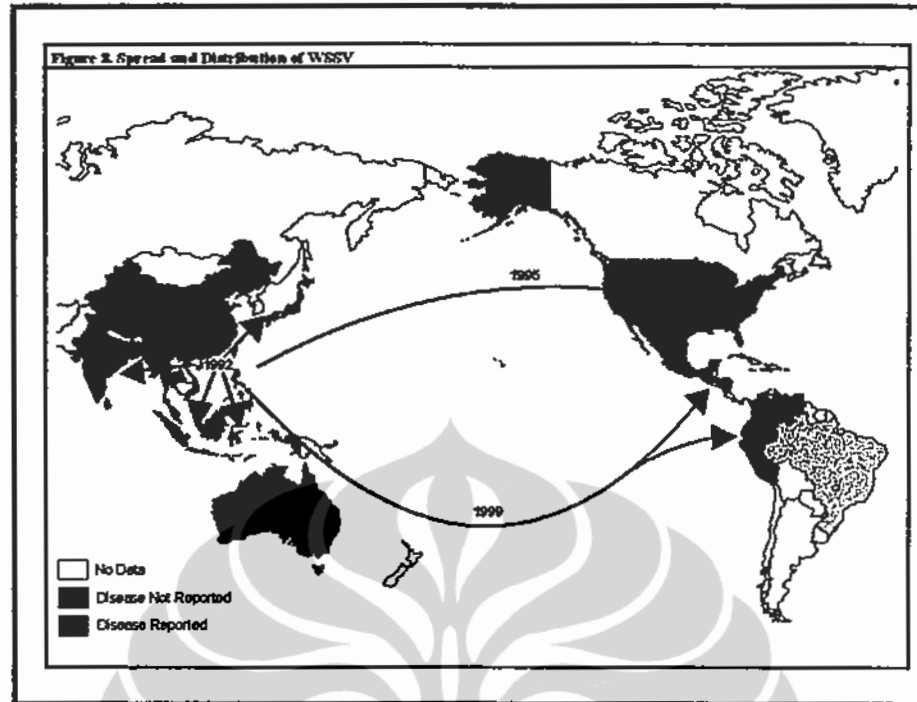 Figure 2. Spread and Distribution of WSSV
1995
1992
1999
No Data
Disease Not Reported
Disease Reported